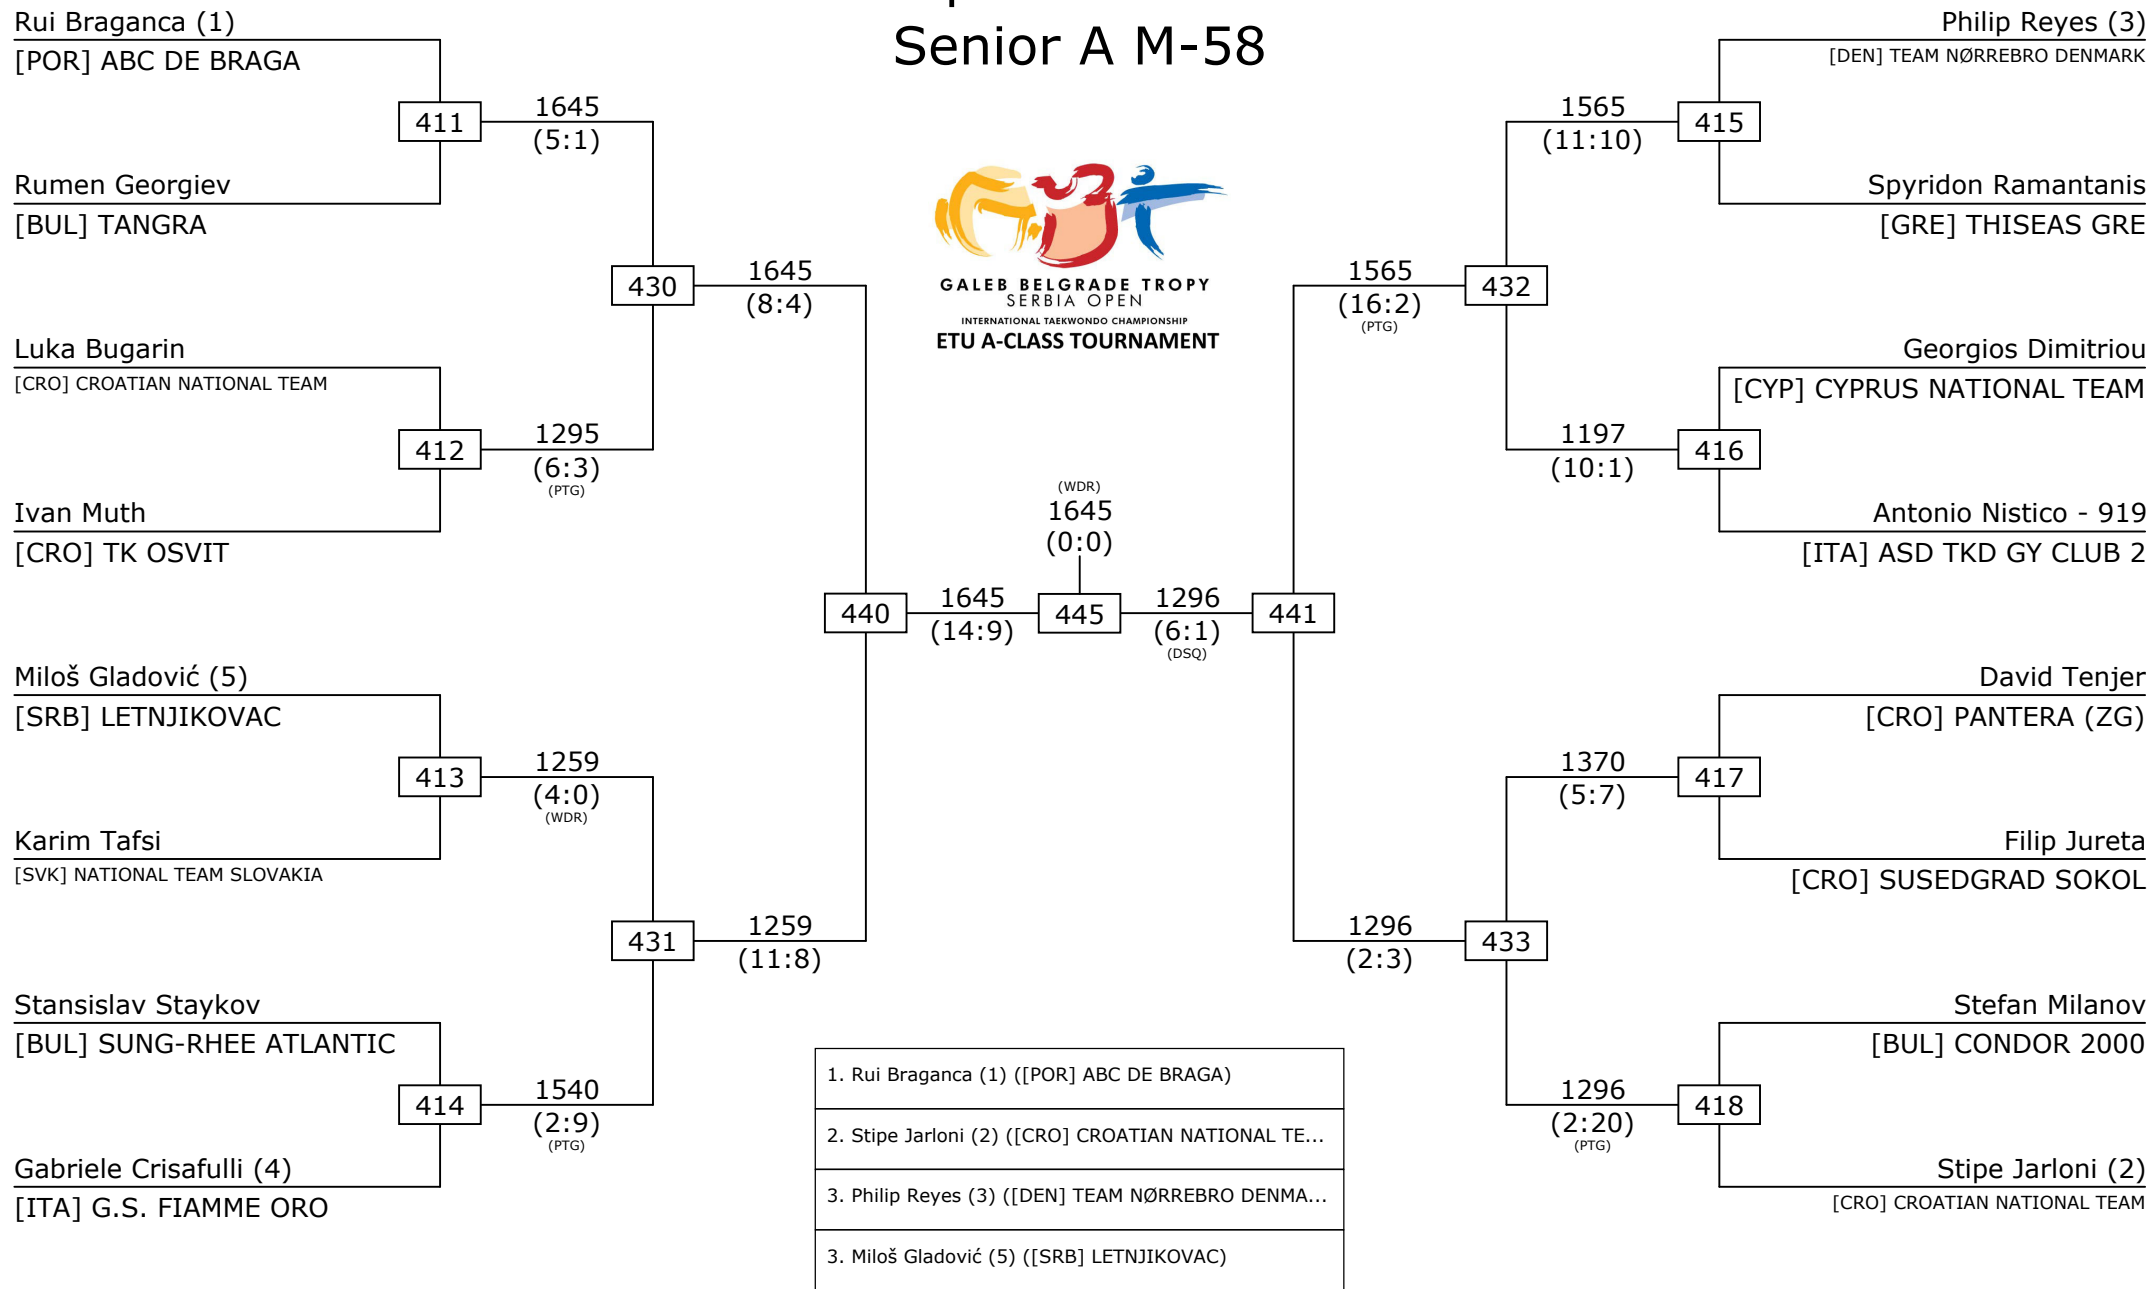 Senior A M-58
Rui Braganca (1)
[POR] ABC DE BRAGA
411
1645
(5:1)
Rumen Georgiev
[BUL] TANGRA
430
1645
(8:4)
Luka Bugarin
[CRO] CROATIAN NATIONAL TEAM
412
1295
(6:3)
(PTG)
Ivan Muth
[CRO] TK OSVIT
440
1645
(14:9)
Miloš Gladović (5)
[SRB] LETNJIKOVAC
413
1259
(4:0)
(WDR)
Karim Tafsi
[SVK] NATIONAL TEAM SLOVAKIA
431
1259
(11:8)
Stansislav Staykov
[BUL] SUNG-RHEE ATLANTIC
414
1540
(2:9)
(PTG)
Gabriele Crisafulli (4)
[ITA] G.S. FIAMME ORO
GALEB BELGRADE TROPY
SERBIA OPEN
INTERNATIONAL TAEKWONDO CHAMPIONSHIP
ETU A-CLASS TOURNAMENT
(WDR)
1645
(0:0)
445
1296
(6:1)
(DSQ)
441
Philip Reyes (3)
[DEN] TEAM NØRREBRO DENMARK
1565
(11:10)
415
Spyridon Ramantanis
[GRE] THISEAS GRE
1565
(16:2)
(PTG)
432
Georgios Dimitriou
[CYP] CYPRUS NATIONAL TEAM
1197
(10:1)
416
Antonio Nistico - 919
[ITA] ASD TKD GY CLUB 2
David Tenjer
[CRO] PANTERA (ZG)
1370
(5:7)
417
Filip Jureta
[CRO] SUSEDGRAD SOKOL
1296
(2:3)
433
Stefan Milanov
[BUL] CONDOR 2000
1296
(2:20)
(PTG)
418
Stipe Jarloni (2)
[CRO] CROATIAN NATIONAL TEAM
1. Rui Braganca (1) ([POR] ABC DE BRAGA)
2. Stipe Jarloni (2) ([CRO] CROATIAN NATIONAL TE...
3. Philip Reyes (3) ([DEN] TEAM NØRREBRO DENMA...
3. Miloš Gladović (5) ([SRB] LETNJIKOVAC)